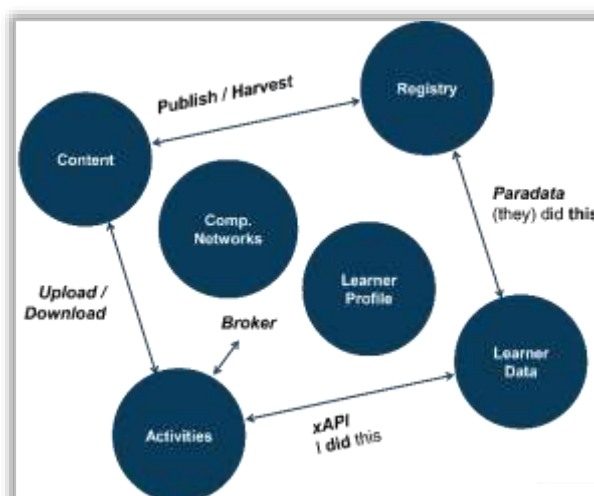 Publish / Harvest
Registry
Content
Paradata
(they) did this
Comp.
Networks
Learner
Profile
Upload /
Download
Broker
Learner
Data
xAPI
I did this
Activities